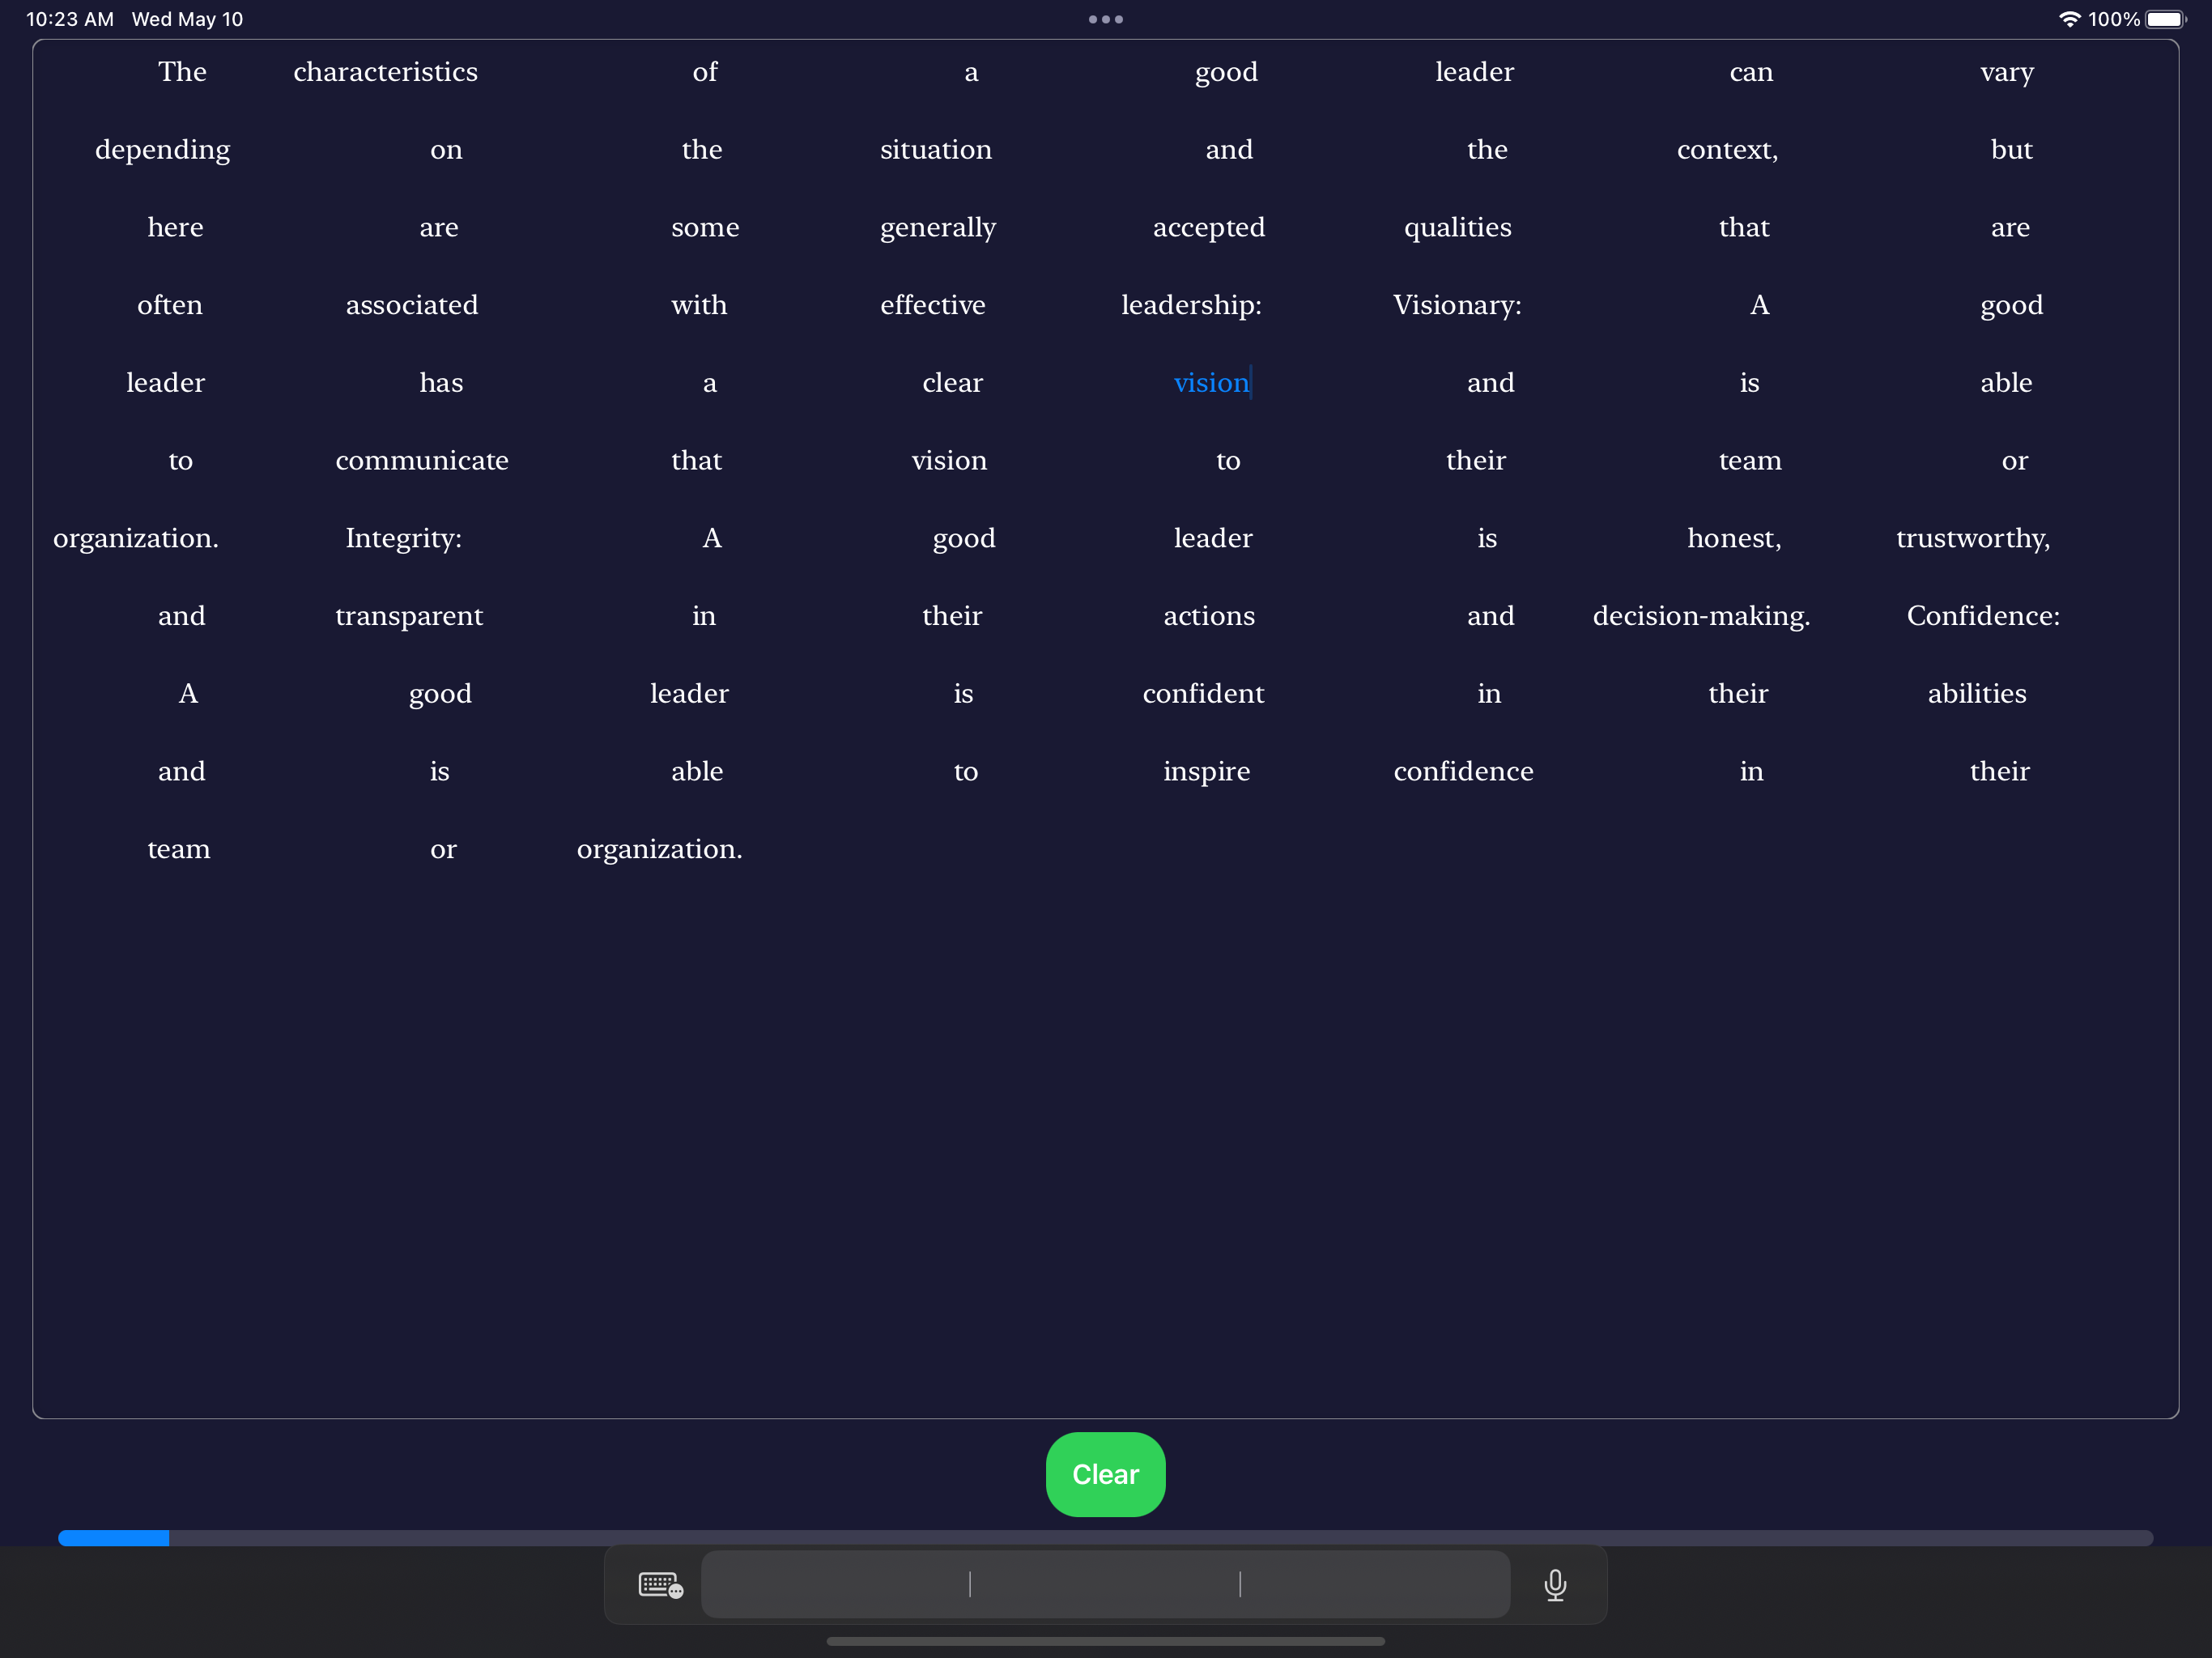 10:23 AM Wed May 10 100%
The characteristics of a good leader can vary
depending on the situation and the context, but
here are some generally accepted qualities that are
often associated with effective leadership: Visionary: A good
leader has a clear vision and is able
to communicate that vision to their team or
organization. Integrity: A good leader is honest, trustworthy,
and transparent in their actions and decision-making. Confidence:
A good leader is confident in their abilities
and is able to inspire confidence in their
team or organization.
Clear